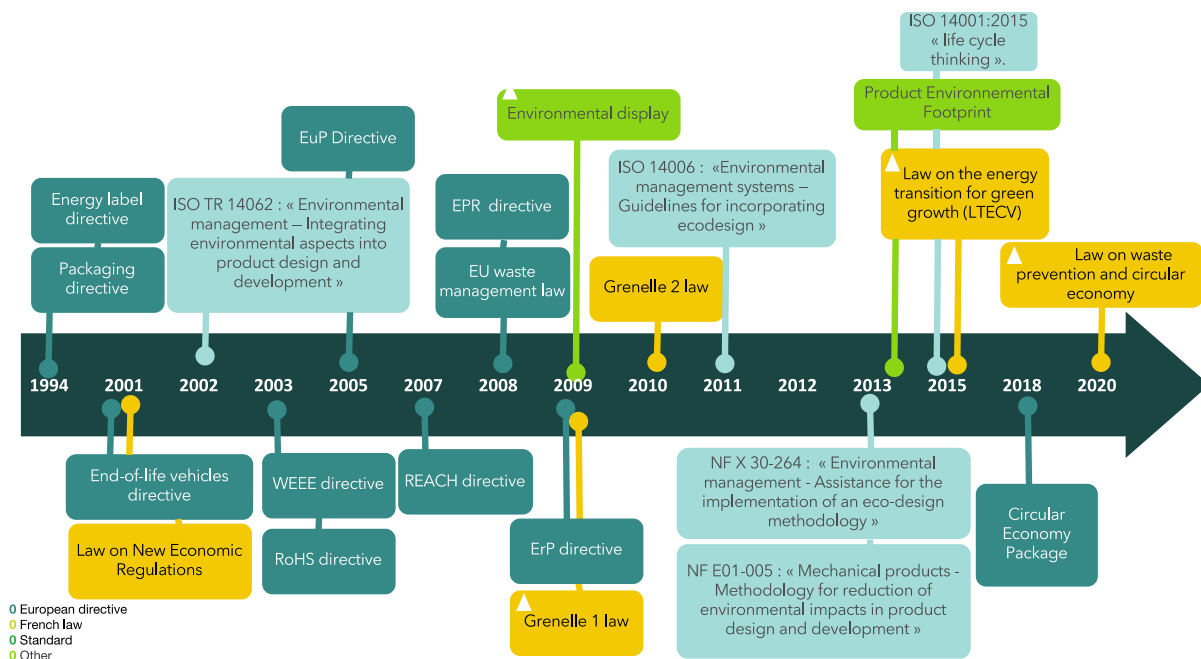 ISO 14001:2015
« life cycle
thinking ».
Product Environnemental
Footprint
Environmental display
EuP Directive
Energy label
directive
Packaging
directive
ISO TR 14062 : « Environmental
management – Integrating
environmental aspects into
product design and
development »
EPR directive
EU waste
management law
ISO 14006 : «Environmental
management systems –
Guidelines for incorporating
ecodesign »
Grenelle 2 law
Law on the energy
transition for green
growth (LTECV)
Law on waste
prevention and circular
economy
1994 2001 2002 2003 2005 2007 2008 2009 2010 2011 2012 2013 2015 2018 2020
End-of-life vehicles
directive
Law on New Economic
Regulations
WEEE directive
RoHS directive
REACH directive
ErP directive
Grenelle 1 law
NF X 30-264 : « Environmental
management - Assistance for the
implementation of an eco-design
methodology »
NF E01-005 : « Mechanical products -
Methodology for reduction of
environmental impacts in product
design and development »
Circular
Economy
Package
0 European directive
0 French law
0 Standard
0 Other